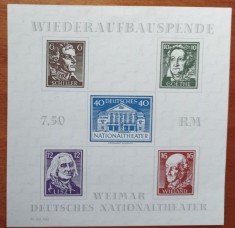 WIEDERAUFBAUSPENDE
6 6
SCHILLER
10 10
GOETHE
40 DEUTSCHES 40
NATIONALTHEATER
7.50 RM
12 12
LISZT
16 16
WIELAND
WEIMAR
DEUTSCHES NATIONALTHEATER